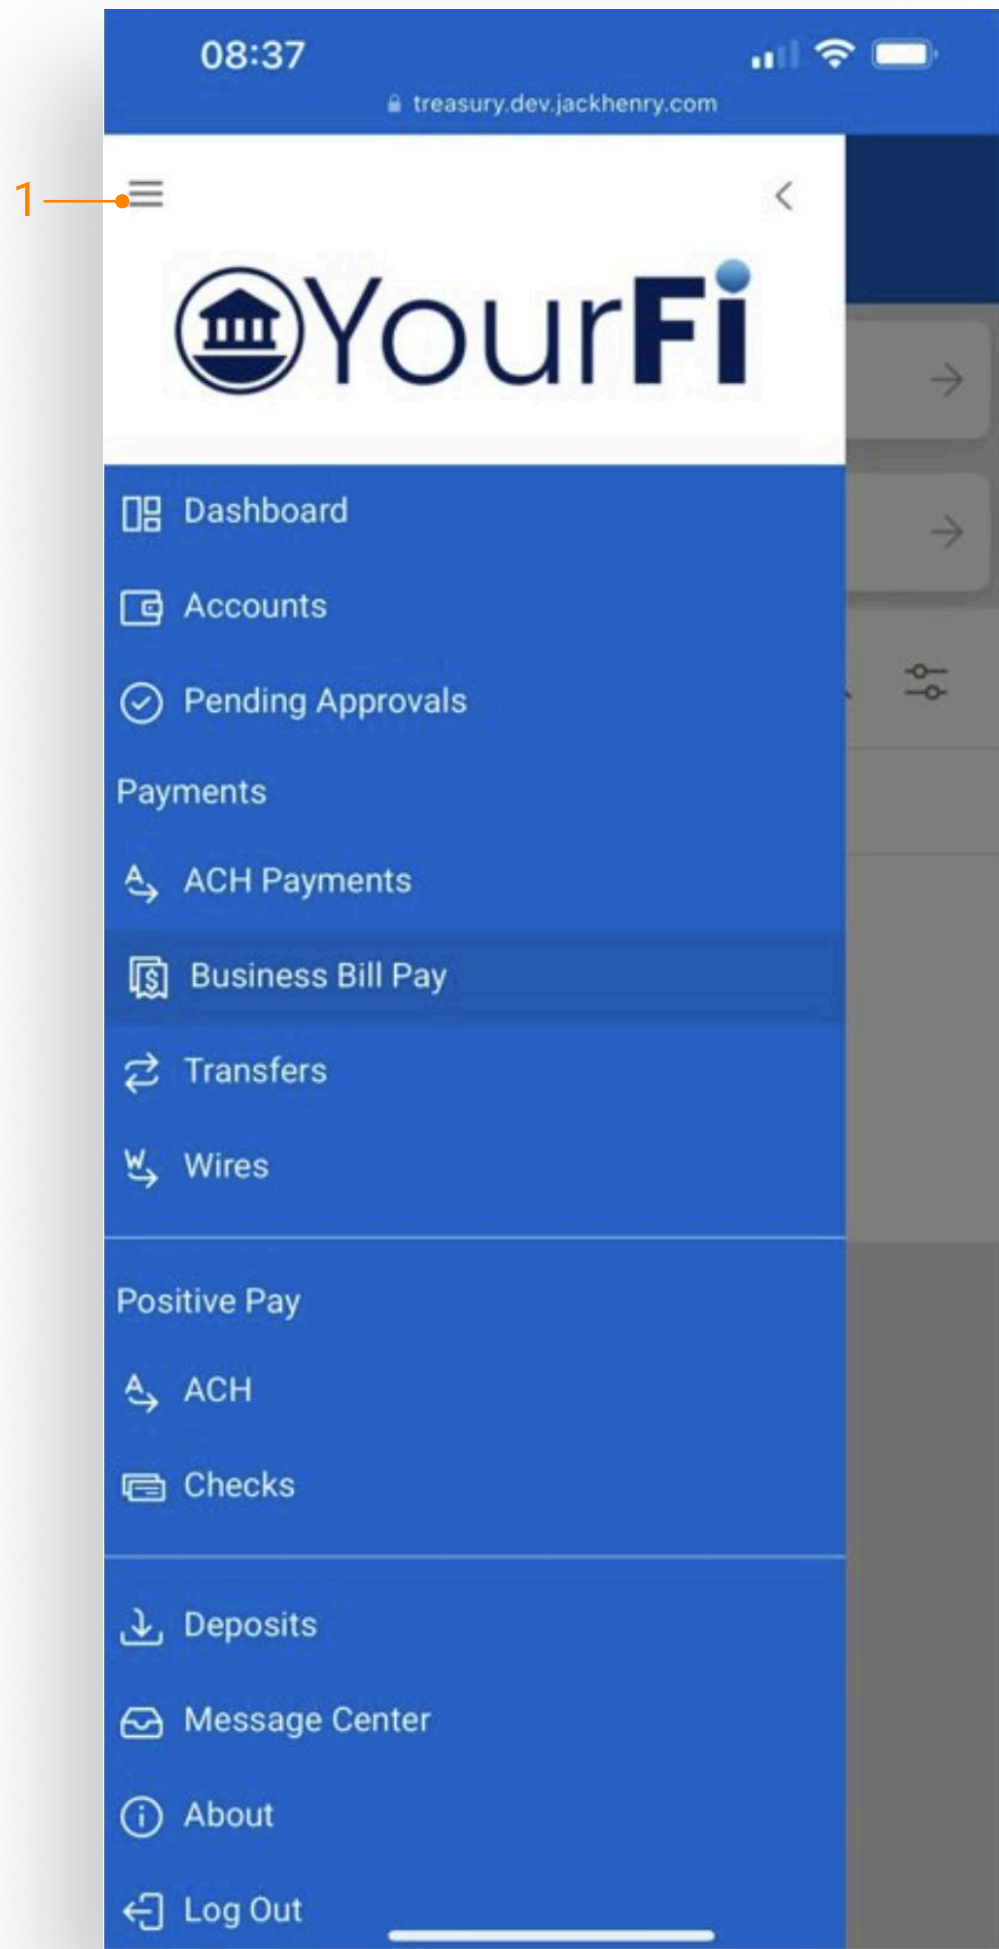 08:37
treasury.dev.jackhenry.com
1
YourFi
Dashboard
Accounts
Pending Approvals
Payments
ACH Payments
Business Bill Pay
Transfers
Wires
Positive Pay
ACH
Checks
Deposits
Message Center
About
Log Out